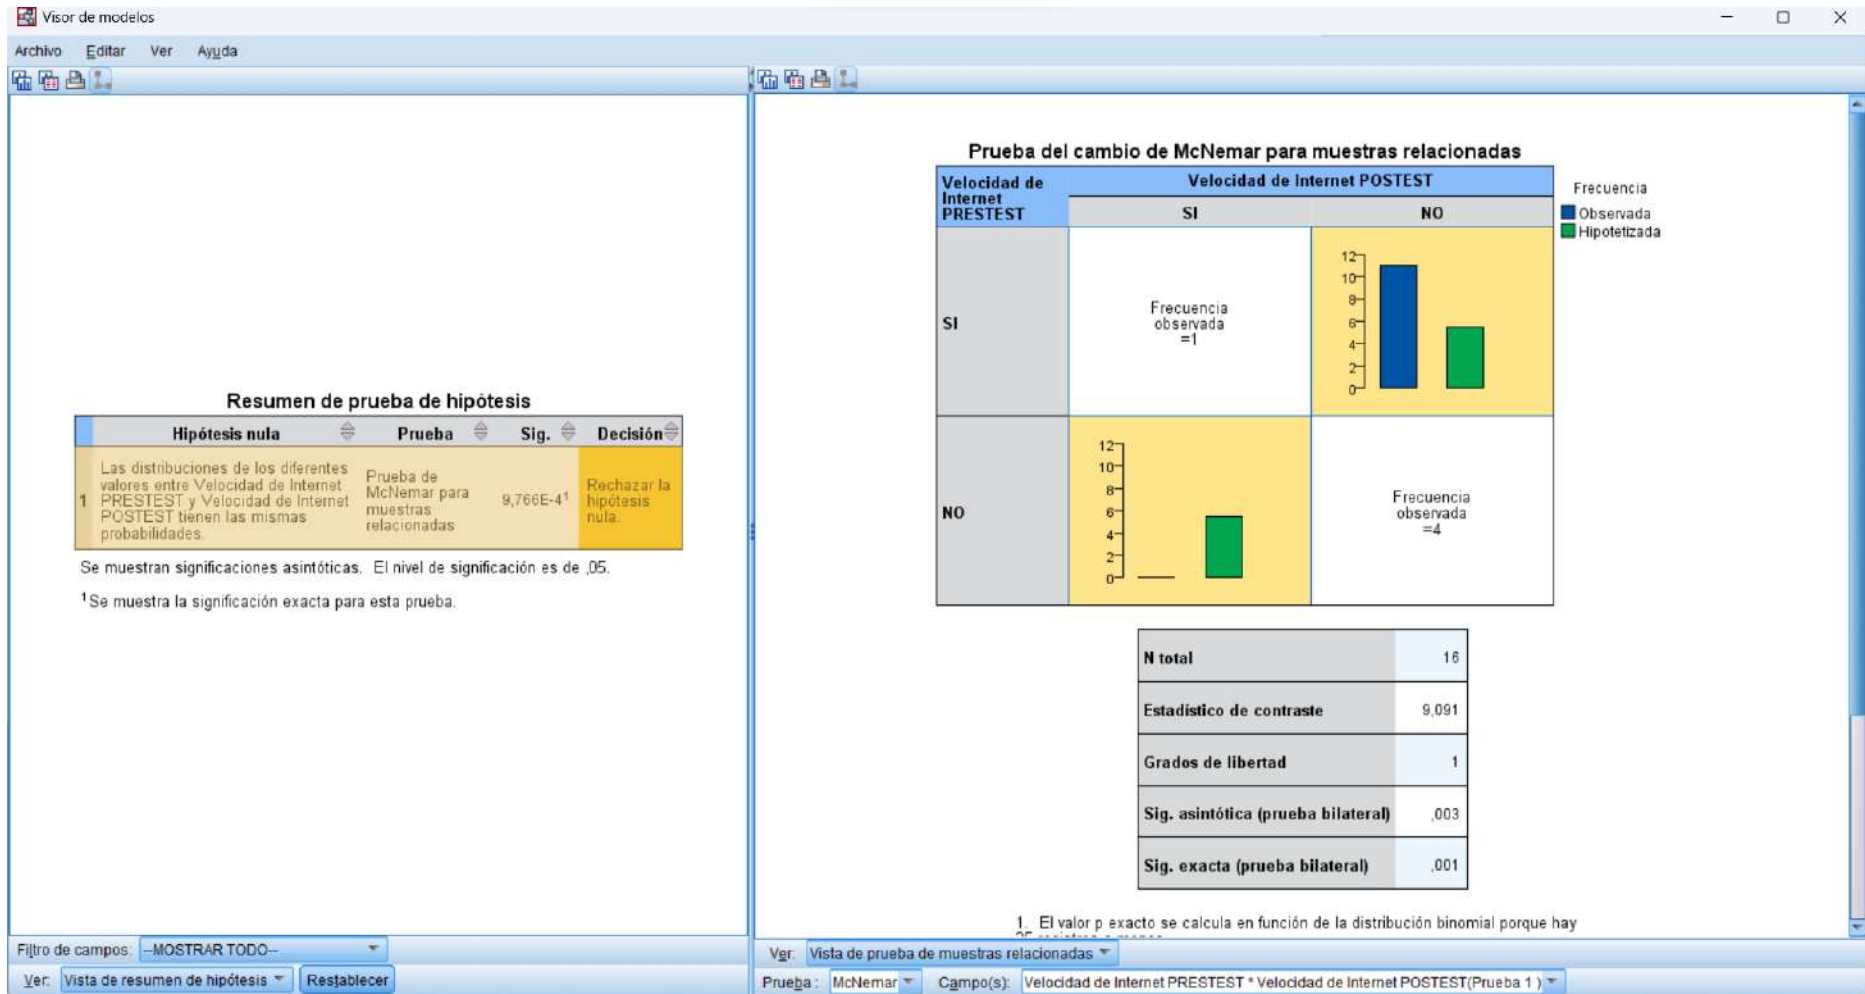 Visor de modelos
Archivo Editar Ver Ayuda
Resumen de prueba de hipótesis
Hipótesis nula Prueba Sig. Decisión
1 Las distribuciones de los diferentes valores entre Velocidad de Internet PRESTEST y Velocidad de Internet POSTEST tienen las mismas probabilidades. Prueba de McNemar para muestras relacionadas 9,766E-4¹ Rechazar la hipótesis nula.
Se muestran significaciones asintóticas. El nivel de significación es de ,05.
¹Se muestra la significación exacta para esta prueba.
Filtro de campos: --MOSTRAR TODO--
Ver: Vista de resumen de hipótesis Restablecer
Prueba del cambio de McNemar para muestras relacionadas
Velocidad de Internet PRESTEST
Velocidad de Internet POSTEST
SI NO
Frecuencia
Observada
Hipotetizada
SI
Frecuencia
observada
=1
12
10
8
6
4
2
0
NO
12
10
8
6
4
2
0
Frecuencia
observada
=4
N total 16
Estadístico de contraste 9,091
Grados de libertad 1
Sig. asintótica (prueba bilateral) ,003
Sig. exacta (prueba bilateral) ,001
1. El valor p exacto se calcula en función de la distribución binomial porque hay
Ver: Vista de prueba de muestras relacionadas
Prueba: McNemar Campo(s): Velocidad de Internet PRESTEST * Velocidad de Internet POSTEST(Prueba 1 )